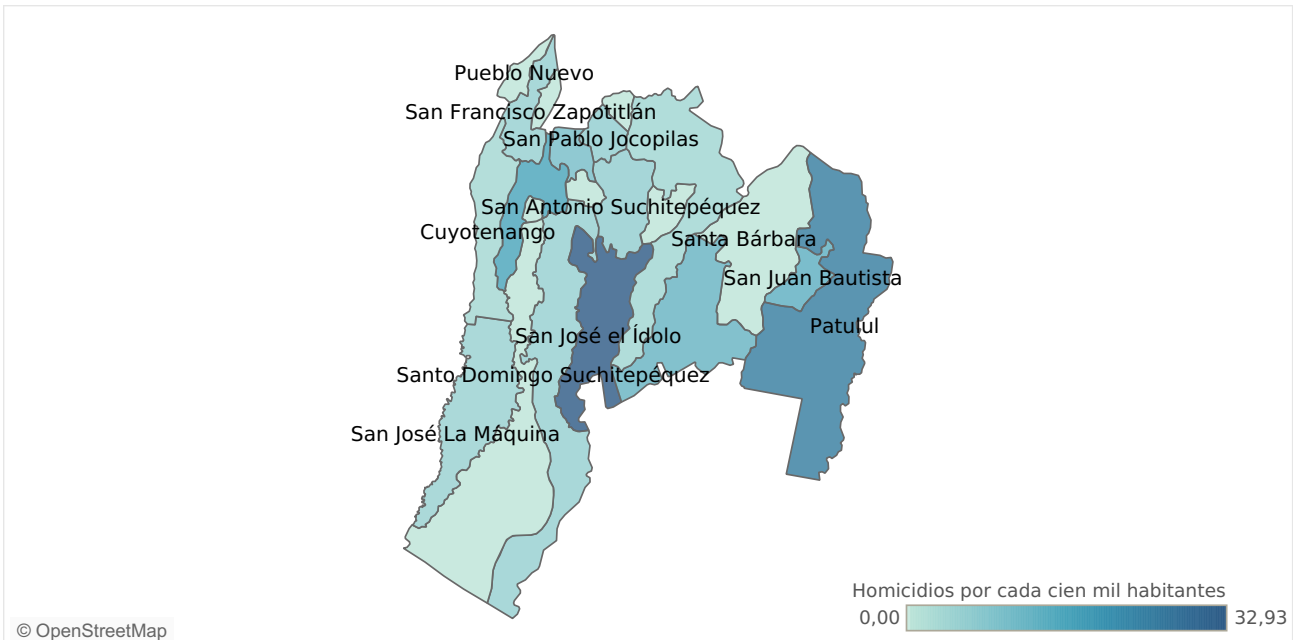 Pueblo Nuevo
San Francisco Zapotitlán
San Pablo Jocopilas
San Antonio Suchitepéquez
Cuyotenango
Santa Bárbara
San Juan Bautista
Patulul
San José el Ídolo
Santo Domingo Suchitepéquez
San José La Máquina
Homicidios por cada cien mil habitantes
0,00 32,93
© OpenStreetMap